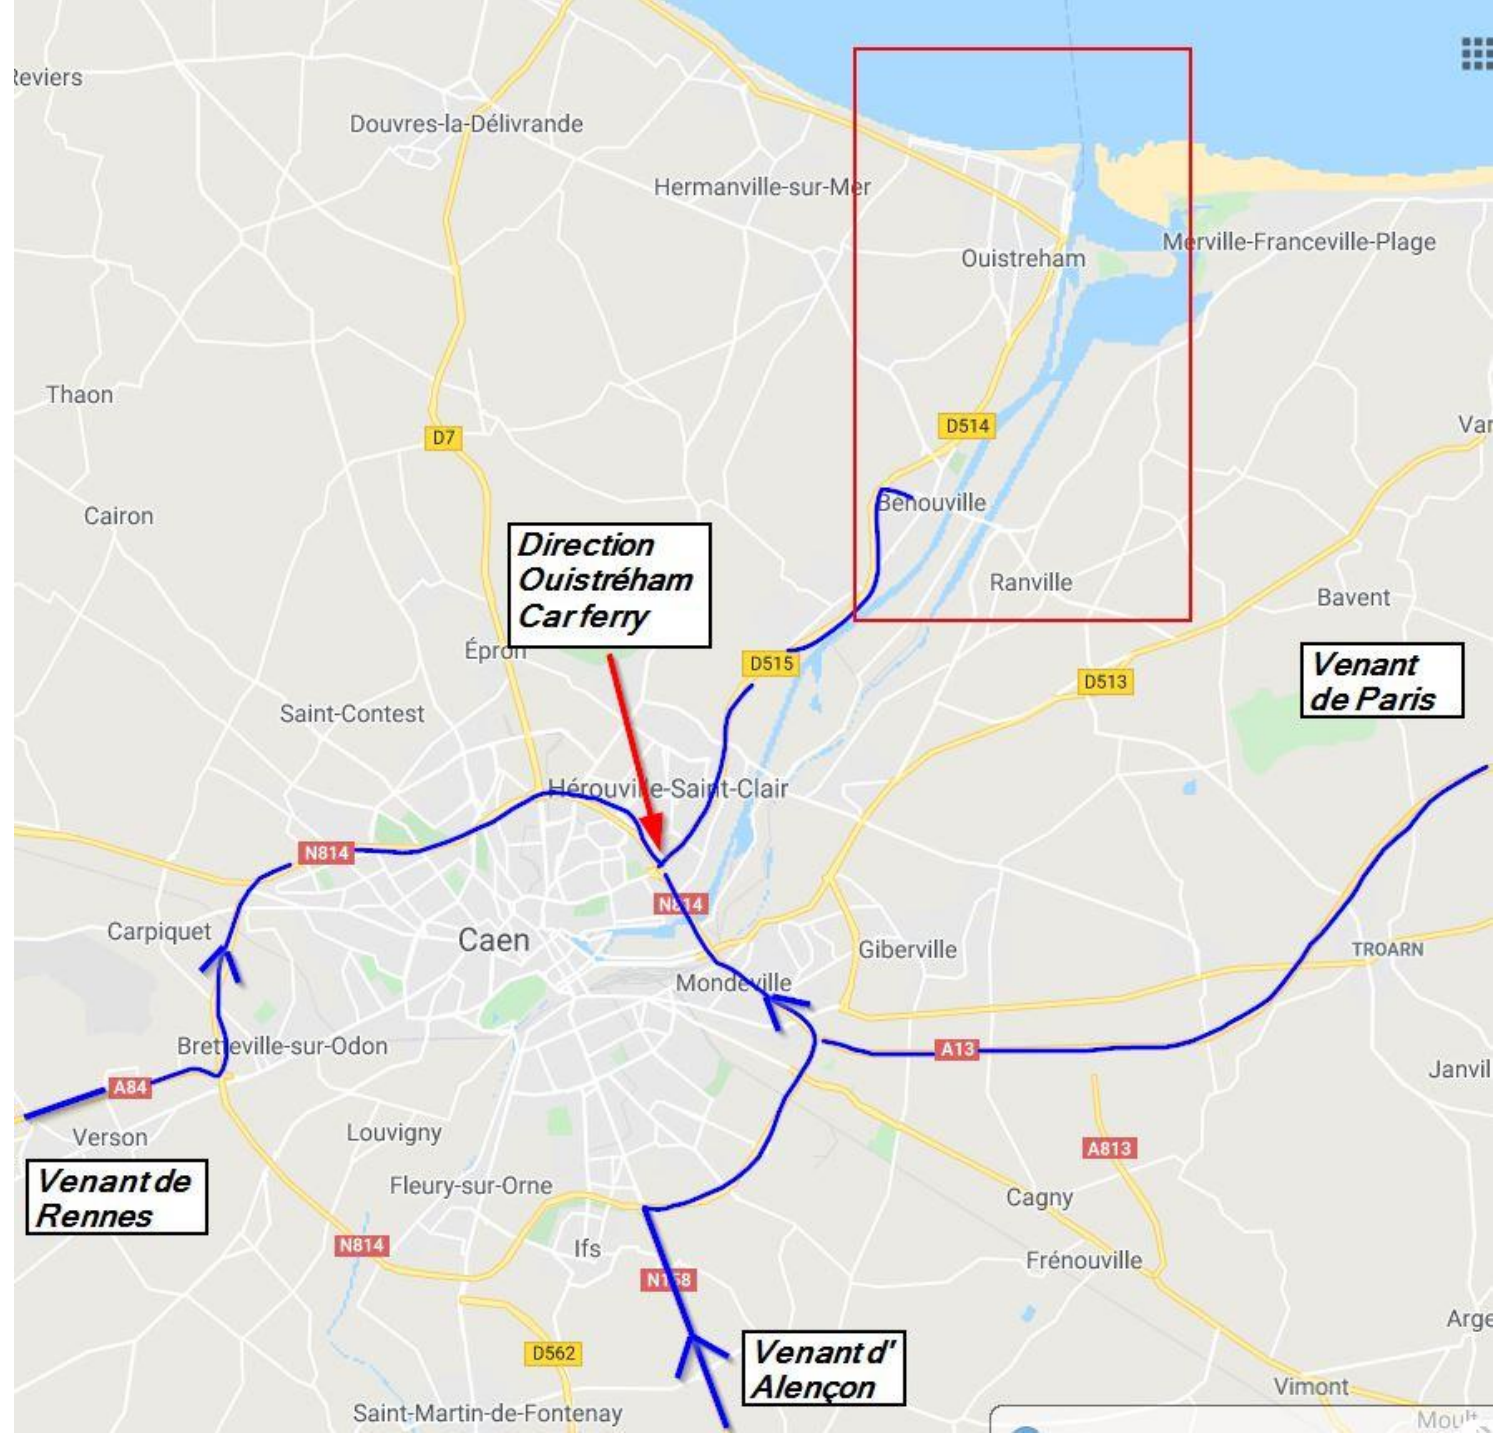 Reviers
Douvres-la-Délivrande
Hermanville-sur-Mer
Merville-Franceville-Plage
Ouistreham
Thaon
D514
Var
D7
Bénouville
Cairon
Direction
Ouistréham
Car ferry
Ranville
Bavent
Épron
D515
D513
Venant
de Paris
Saint-Contest
Hérouville-Saint-Clair
N814
N814
Carpiquet
Caen
Giberville
TROARN
Mondeville
Bretteville-sur-Odon
A13
Janvil
A84
Verson
Louvigny
A813
Venant de
Rennes
Fleury-sur-Orne
Cagny
N814
Ifs
Frénouville
N158
Arge
D562
Venant d'
Alençon
Vimont
Saint-Martin-de-Fontenay
Moult